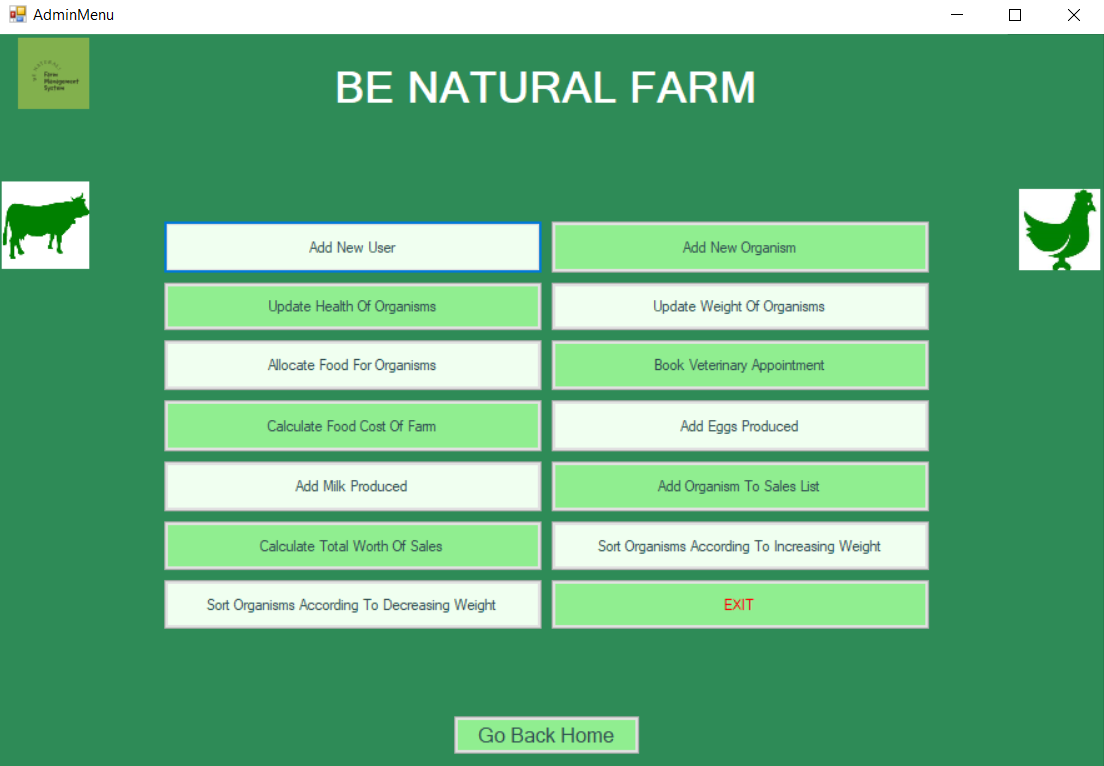 AdminMenu
BE NATURAL
Farm
Management
System
BE NATURAL FARM
Add New User
Add New Organism
Update Health Of Organisms
Update Weight Of Organisms
Allocate Food For Organisms
Book Veterinary Appointment
Calculate Food Cost Of Farm
Add Eggs Produced
Add Milk Produced
Add Organism To Sales List
Calculate Total Worth Of Sales
Sort Organisms According To Increasing Weight
Sort Organisms According To Decreasing Weight
EXIT
Go Back Home